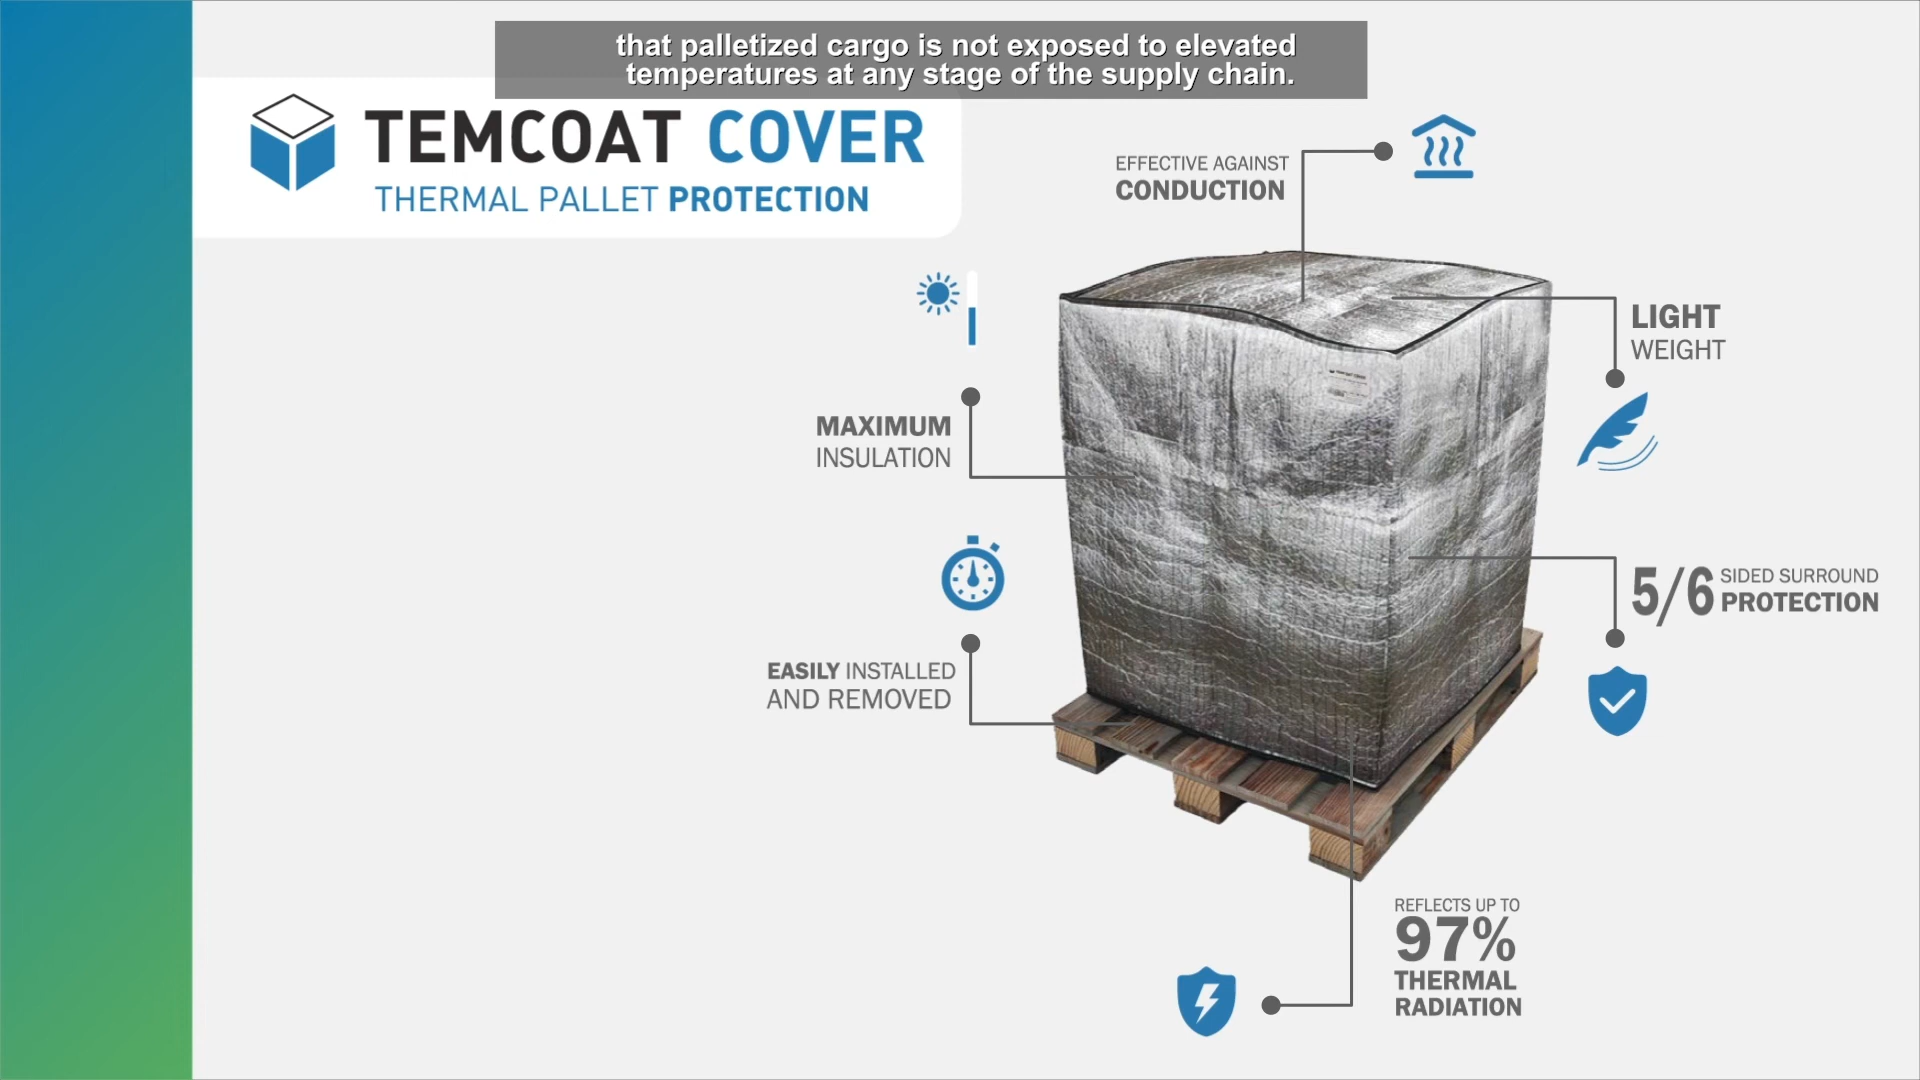 that palletized cargo is not exposed to elevated
temperatures at any stage of the supply chain.
TEMCOAT COVER
THERMAL PALLET PROTECTION
EFFECTIVE AGAINST
CONDUCTION
LIGHT
WEIGHT
MAXIMUM
INSULATION
5/6 SIDED SURROUND
PROTECTION
EASILY INSTALLED
AND REMOVED
REFLECTS UP TO
97%
THERMAL
RADIATION